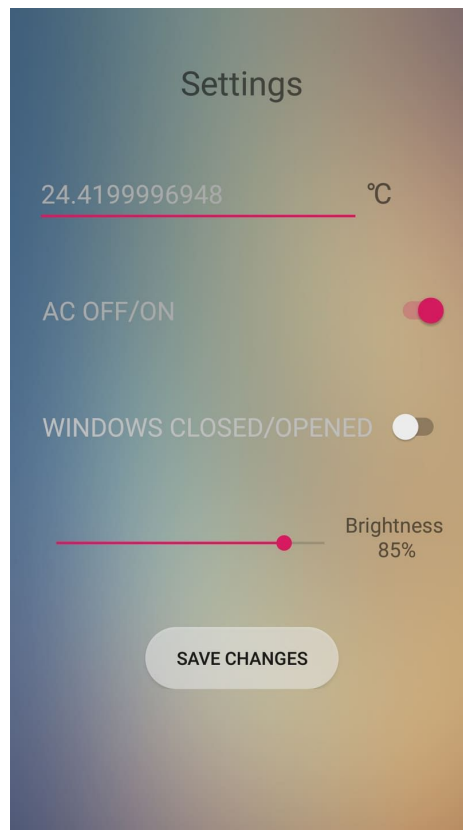 Settings
24.4199996948 °C
AC OFF/ON
WINDOWS CLOSED/OPENED
Brightness
85%
SAVE CHANGES